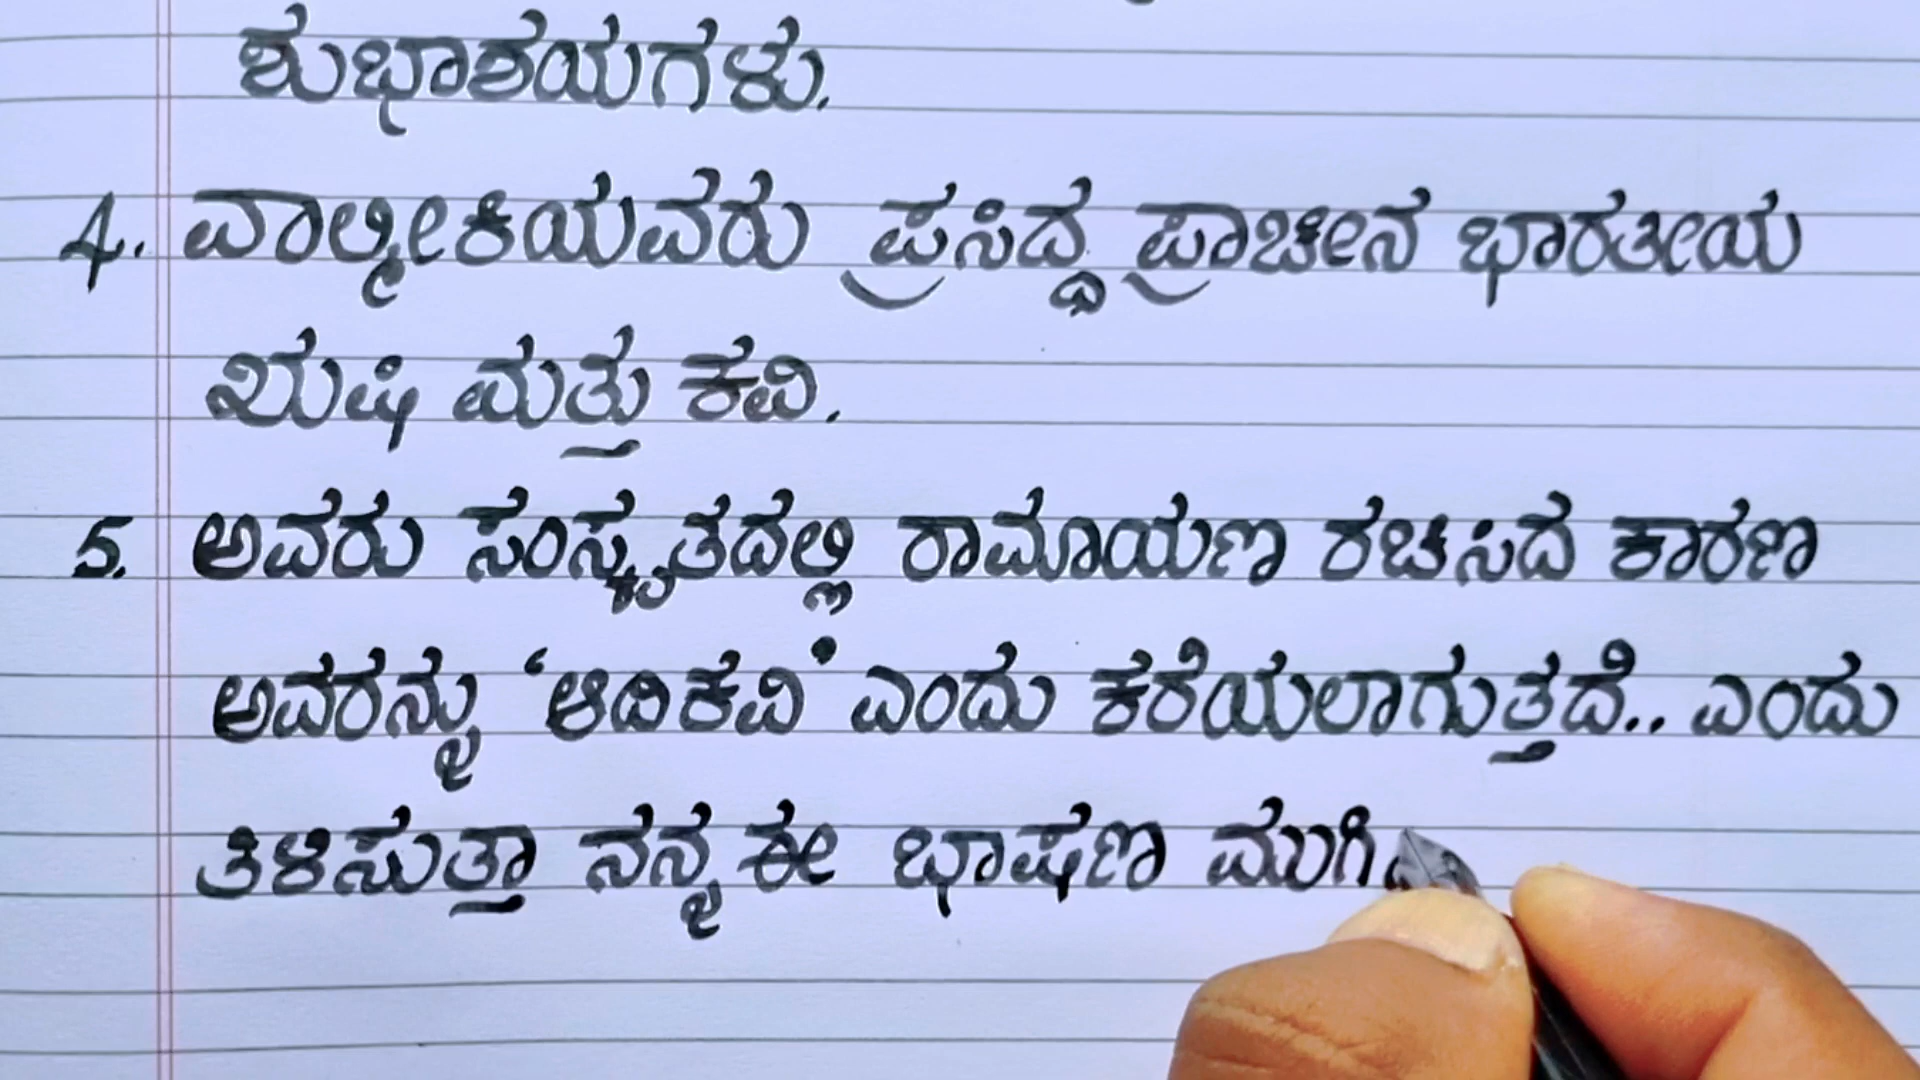 ಶುಭಾಶಯಗಳು.
4. ವಾಲ್ಮೀಕಿಯವರು ಪ್ರಸಿದ್ಧ ಪ್ರಾಚೀನ ಭಾರತೀಯ
ಋಷಿ ಮತ್ತು ಕವಿ.
5. ಅವರು ಸಂಸ್ಕೃತದಲ್ಲಿ ರಾಮಾಯಣ ರಚಿಸಿದ ಕಾರಣ
ಅವರನ್ನು ‘ಆದಿಕವಿ’ ಎಂದು ಕರೆಯಲಾಗುತ್ತದೆ.. ಎಂದು
ತಿಳಿಸುತ್ತಾ ನನ್ನ ಈ ಭಾಷಣ ಮುಗಿ